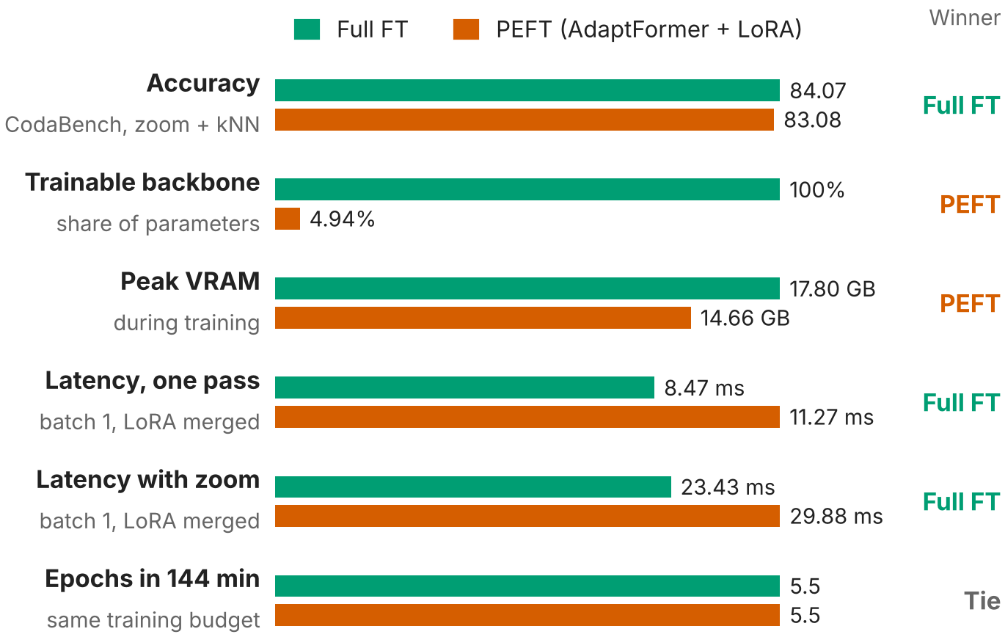 Winner
Full FT
PEFT (AdaptFormer + LoRA)
Accuracy
CodaBench, zoom + kNN
84.07
83.08
Full FT
Trainable backbone
share of parameters
100%
4.94%
PEFT
Peak VRAM
during training
17.80 GB
14.66 GB
PEFT
Latency, one pass
batch 1, LoRA merged
8.47 ms
11.27 ms
Full FT
Latency with zoom
batch 1, LoRA merged
23.43 ms
29.88 ms
Full FT
Epochs in 144 min
same training budget
5.5
5.5
Tie